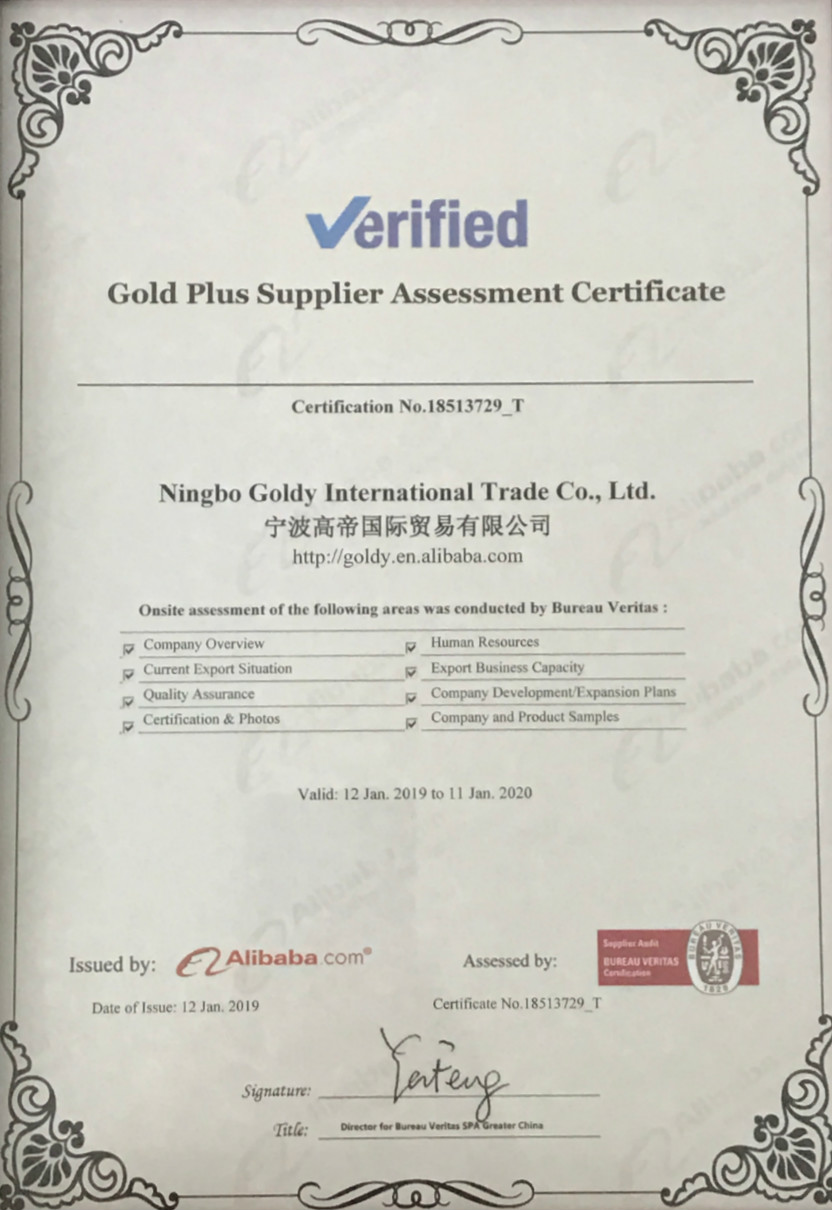 Verified
Gold Plus Supplier Assessment Certificate
Certification No.18513729_T
Ningbo Goldy International Trade Co., Ltd.
宁波高帝国际贸易有限公司
http://goldy.en.alibaba.com
Onsite assessment of the following areas was conducted by Bureau Veritas :
Company Overview
Human Resources
Current Export Situation
Export Business Capacity
Quality Assurance
Company Development/Expansion Plans
Certification & Photos
Company and Product Samples
Valid: 12 Jan. 2019 to 11 Jan. 2020
Issued by: Alibaba.com®
Assessed by:
Supplier Audit
BUREAU VERITAS
Certification
BUREAU VERITAS
1828
Date of Issue: 12 Jan. 2019
Certificate No.18513729_T
Signature:
Title: Director for Bureau Veritas SPA Greater China